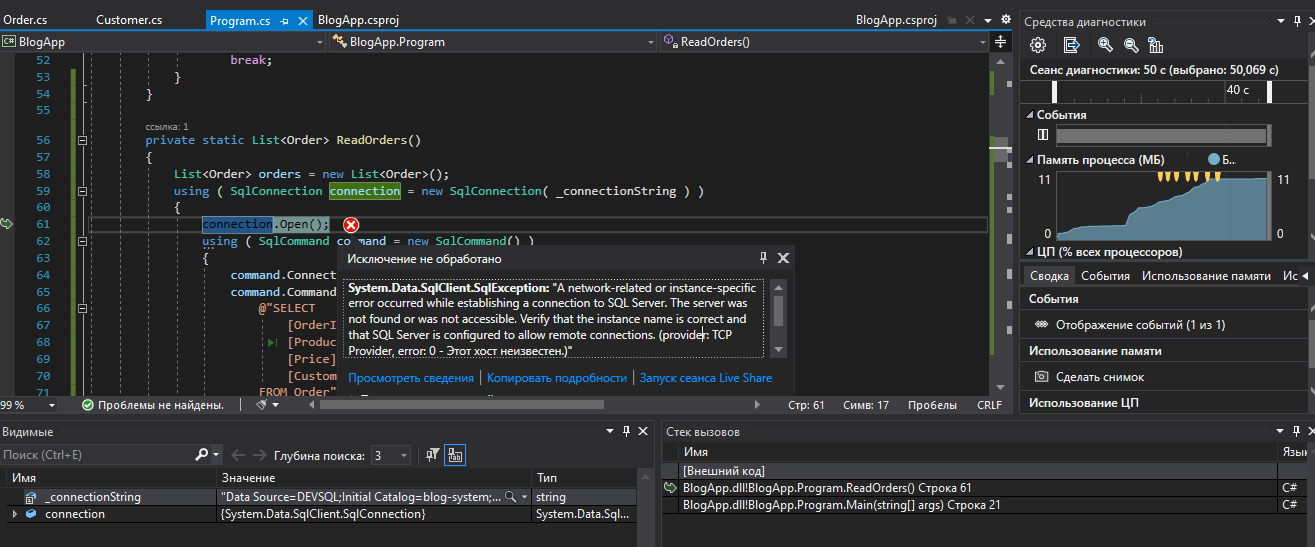 Order.cs Customer.cs Program.cs BlogApp.csproj BlogApp.csproj
BlogApp BlogApp.Program ReadOrders()
52 break;
53 }
54 }
55
ссылка: 1
56 private static List<Order> ReadOrders()
57 {
58 List<Order> orders = new List<Order>();
59 using ( SqlConnection connection = new SqlConnection( _connectionString ) )
60 {
61 connection.Open();
62 using ( SqlCommand command = new SqlCommand() )
63 {
64 command.Connect
65 command.Command
66 @"SELECT
67 [OrderI
68 [Produc
69 [Price]
70 [Custom
71 FROM Order"
Исключение не обработано
System.Data.SqlClient.SqlException: "A network-related or instance-specific
error occurred while establishing a connection to SQL Server. The server was
not found or was not accessible. Verify that the instance name is correct and
that SQL Server is configured to allow remote connections. (provider: TCP
Provider, error: 0 - Этот хост неизвестен.)"
Просмотреть сведения | Копировать подробности | Запуск сеанса Live Share
99 % Проблемы не найдены. Стр: 61 Симв: 17 Пробелы CRLF
Средства диагностики
Сеанс диагностики: 50 с (выбрано: 50,069 с)
40 с
События
Память процесса (МБ) Б..
11 11
0 0
ЦП (% всех процессоров)
Сводка События Использование памяти Ис
События
Отображение событий (1 из 1)
Использование памяти
Сделать снимок
Использование ЦП
Видимые
Поиск (Ctrl+E) Глубина поиска: 3
Имя Значение Тип
_connectionString "Data Source=DEVSQL;Initial Catalog=blog-system;... string
connection {System.Data.SqlClient.SqlConnection} System.Data.Sql...
Стек вызовов
Имя Язык
[Внешний код]
BlogApp.dll!BlogApp.Program.ReadOrders() Строка 61 C#
BlogApp.dll!BlogApp.Program.Main(string[] args) Строка 21 C#